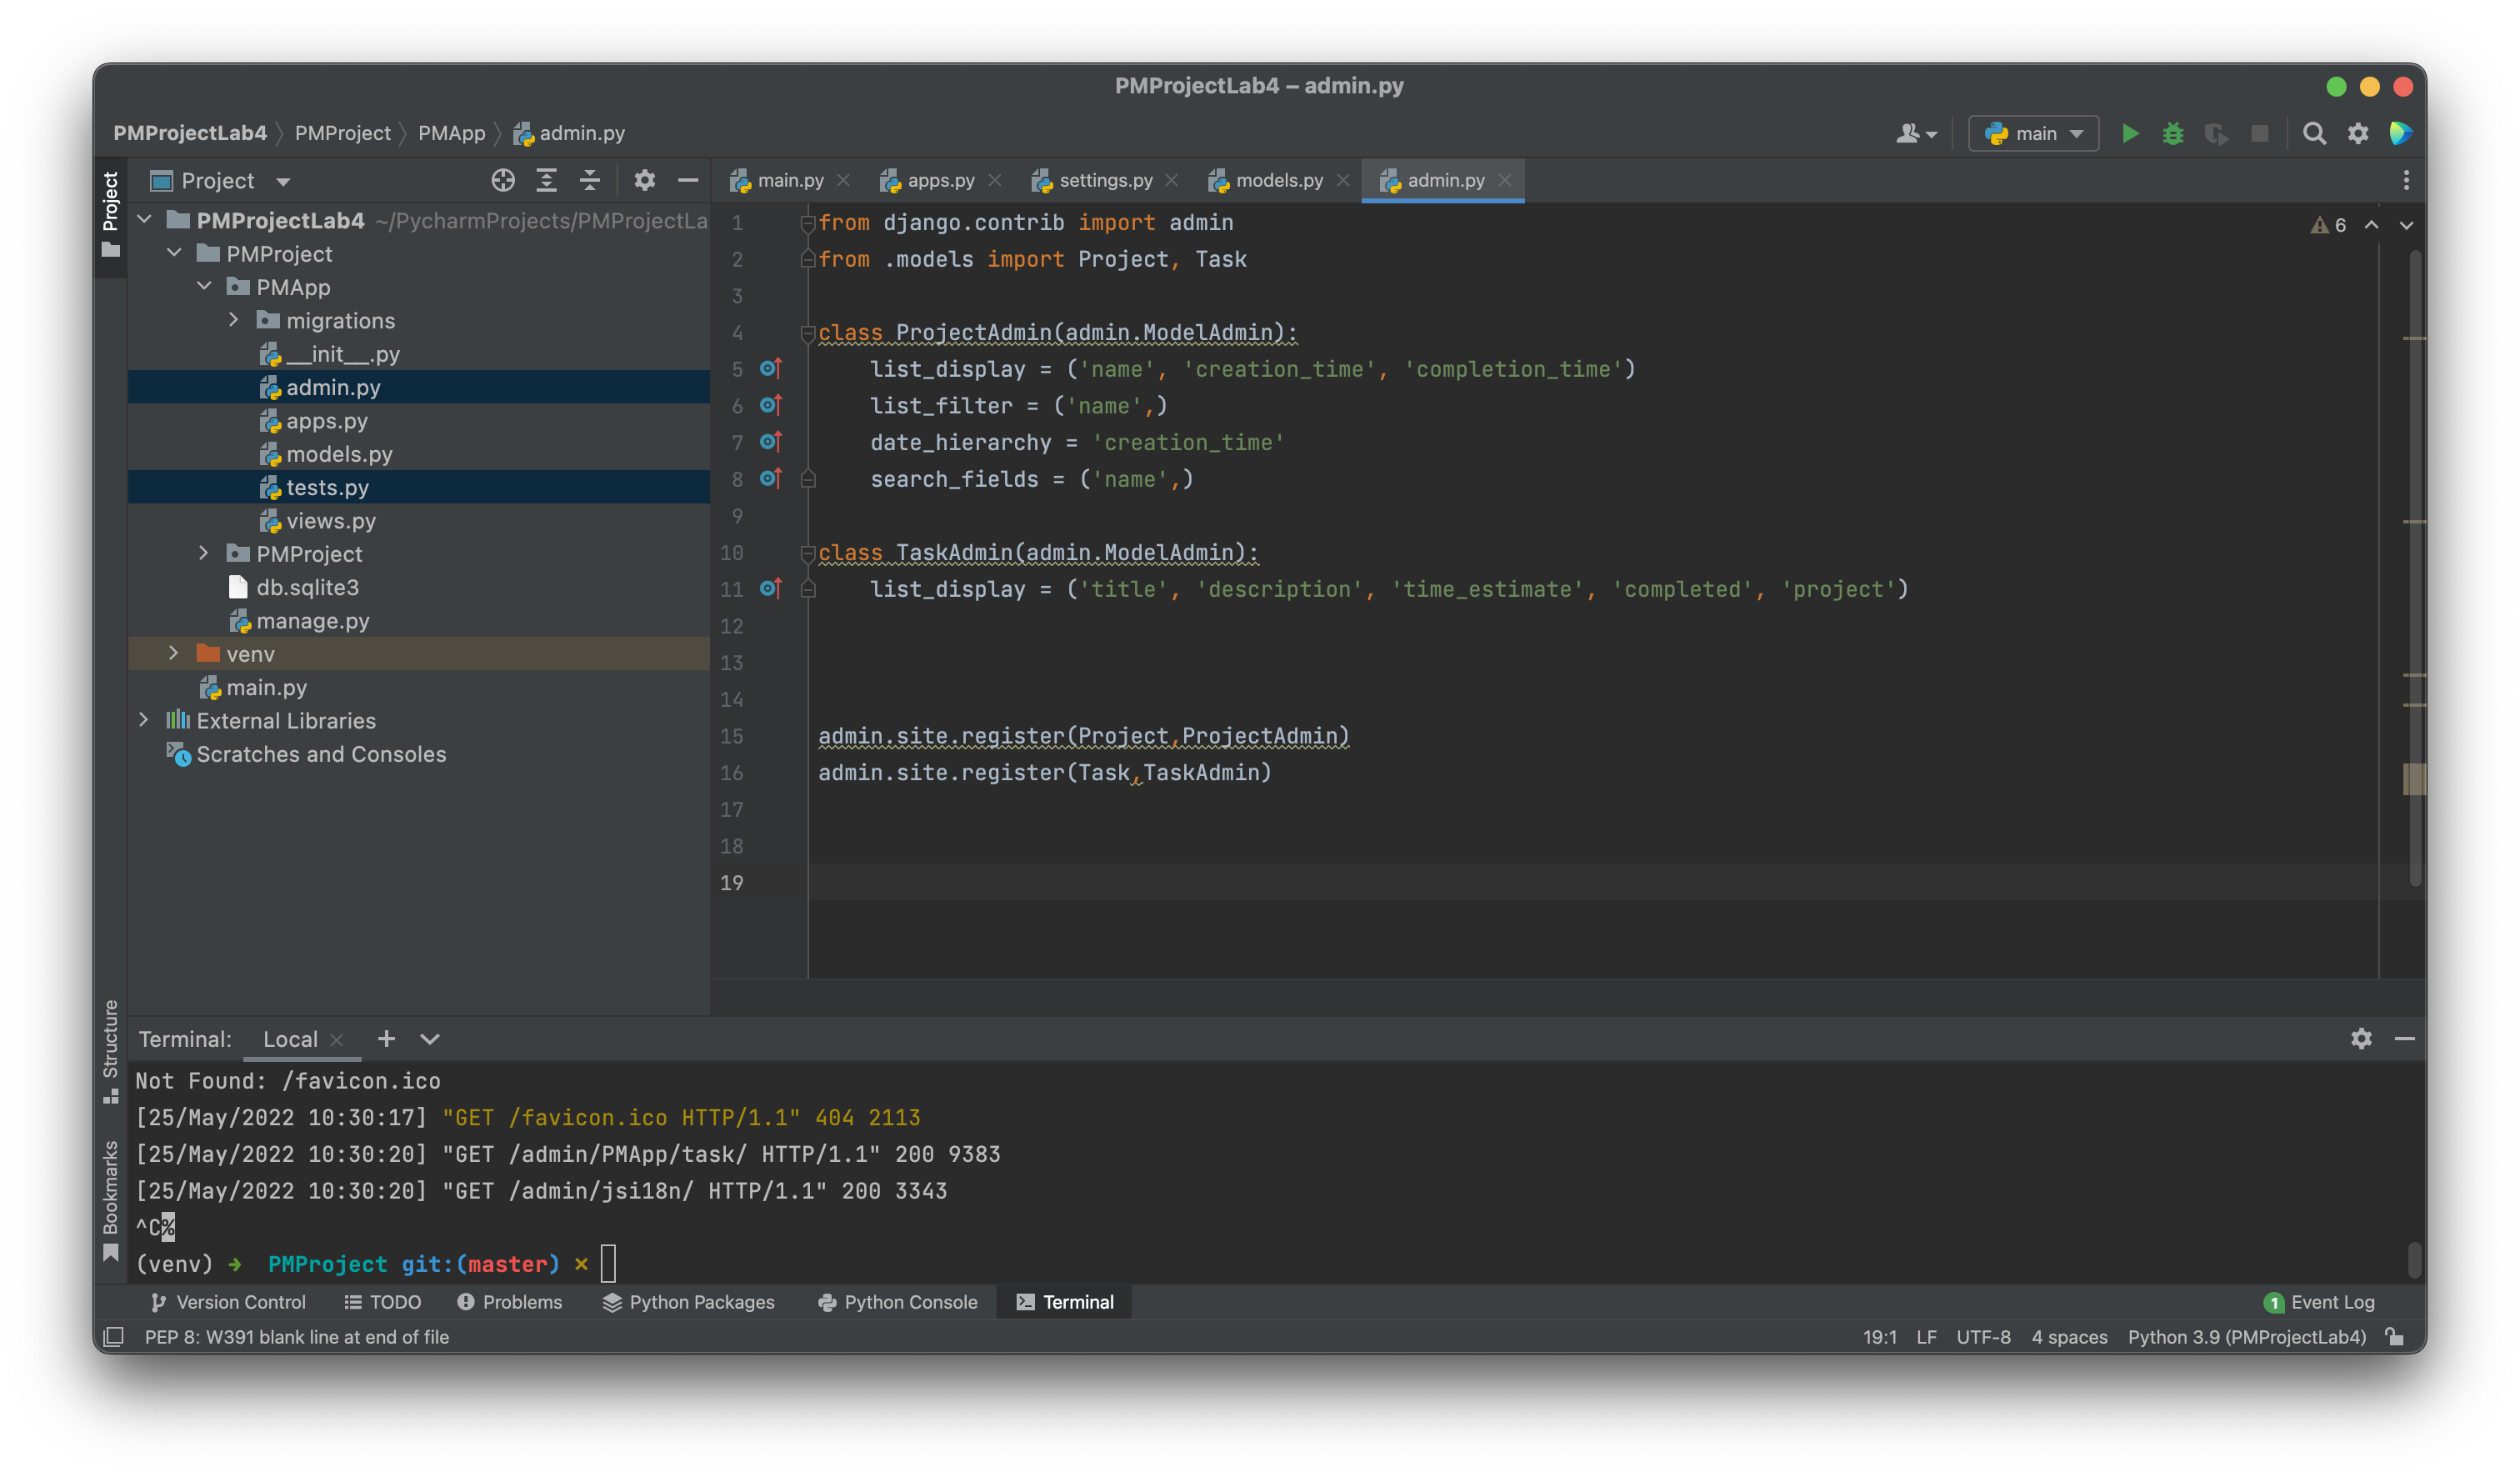 PMProjectLab4 – admin.py
PMProjectLab4 PMProject PMApp admin.py
main
Project
Project
main.py
apps.py
settings.py
models.py
admin.py
PMProjectLab4 ~/PycharmProjects/PMProjectLa
PMProject
PMApp
migrations
__init__.py
admin.py
apps.py
models.py
tests.py
views.py
PMProject
db.sqlite3
manage.py
venv
main.py
External Libraries
Scratches and Consoles
6
1 from django.contrib import admin
2 from .models import Project, Task
3
4 class ProjectAdmin(admin.ModelAdmin):
5     list_display = ('name', 'creation_time', 'completion_time')
6     list_filter = ('name',)
7     date_hierarchy = 'creation_time'
8     search_fields = ('name',)
9
10 class TaskAdmin(admin.ModelAdmin):
11     list_display = ('title', 'description', 'time_estimate', 'completed', 'project')
12
13
14
15 admin.site.register(Project,ProjectAdmin)
16 admin.site.register(Task,TaskAdmin)
17
18
19
Structure
Bookmarks
Terminal: Local
Not Found: /favicon.ico
[25/May/2022 10:30:17] "GET /favicon.ico HTTP/1.1" 404 2113
[25/May/2022 10:30:20] "GET /admin/PMApp/task/ HTTP/1.1" 200 9383
[25/May/2022 10:30:20] "GET /admin/jsi18n/ HTTP/1.1" 200 3343
^C%
(venv) ➜ PMProject git:(master) ×
Version Control TODO Problems Python Packages Python Console Terminal 1 Event Log
PEP 8: W391 blank line at end of file 19:1 LF UTF-8 4 spaces Python 3.9 (PMProjectLab4)